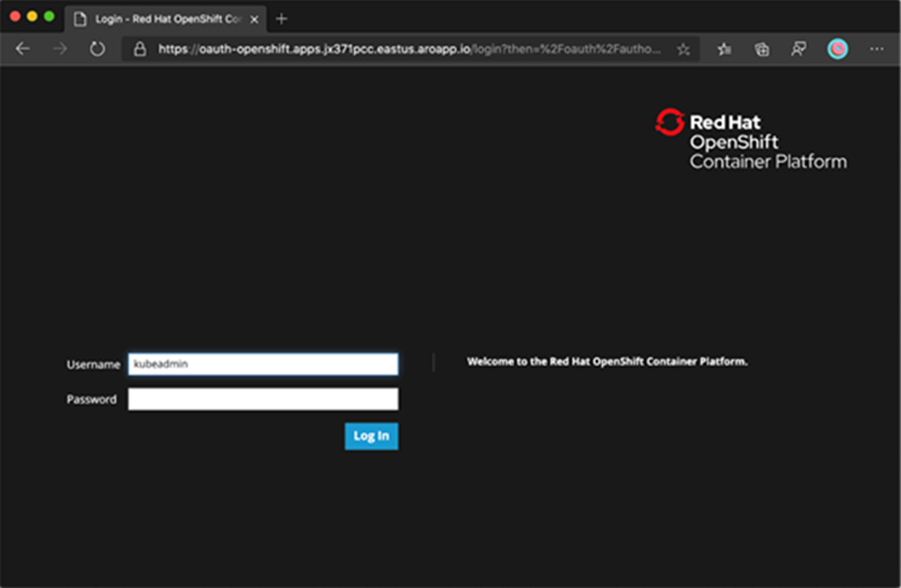 Login - Red Hat OpenShift Co
https://oauth-openshift.apps.jx371pcc.eastus.aroapp.io/login?then=%2Foauth%2Fautho...
Red Hat
OpenShift
Container Platform
Username kubeadmin
Welcome to the Red Hat OpenShift Container Platform.
Password
Log In